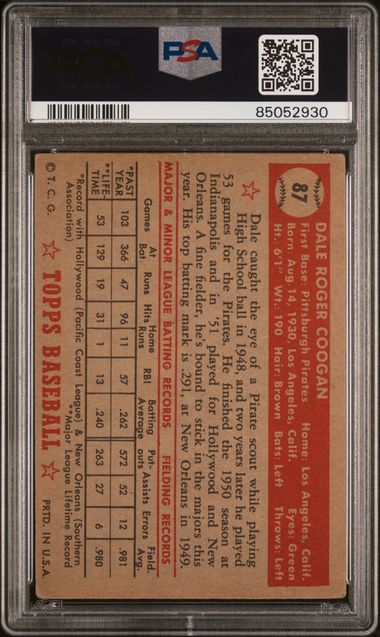 PSA
85052930
87
DALE ROGER COOGAN
First Base: Pittsburgh Pirates Home: Los Angeles, Calif.
Born: Aug. 14, 1930, Los Angeles, Calif. Eyes: Green
Ht.: 6'1" Wt.: 190 Hair: Brown Bats: Left Throws: Left
Dale caught the eye of a Pirate scout while playing
High School ball in 1948, and two years later he played
53 games for the Pirates. He finished the 1950 season at
Indianapolis and in '51 played for Hollywood and New
Orleans. A fine fielder, he's bound to stick in the majors this
year. His top batting mark is .291, at New Orleans in 1949.
MAJOR & MINOR LEAGUE BATTING RECORDS FIELDING RECORDS
Games At Bat Runs Hits Home Runs RBI Batting Average Put-outs Assists Errors Field. Avg.
*PAST YEAR 103 366 47 96 11 57 .262 572 52 12 .981
**LIFE-TIME 53 129 19 31 1 13 .240 263 27 6 .980
*Record with Hollywood (Pacific Coast League) & New Orleans (Southern
Association) **Major League Lifetime Record
© T. C. G. TOPPS BASEBALL PRTD. IN U.S.A.